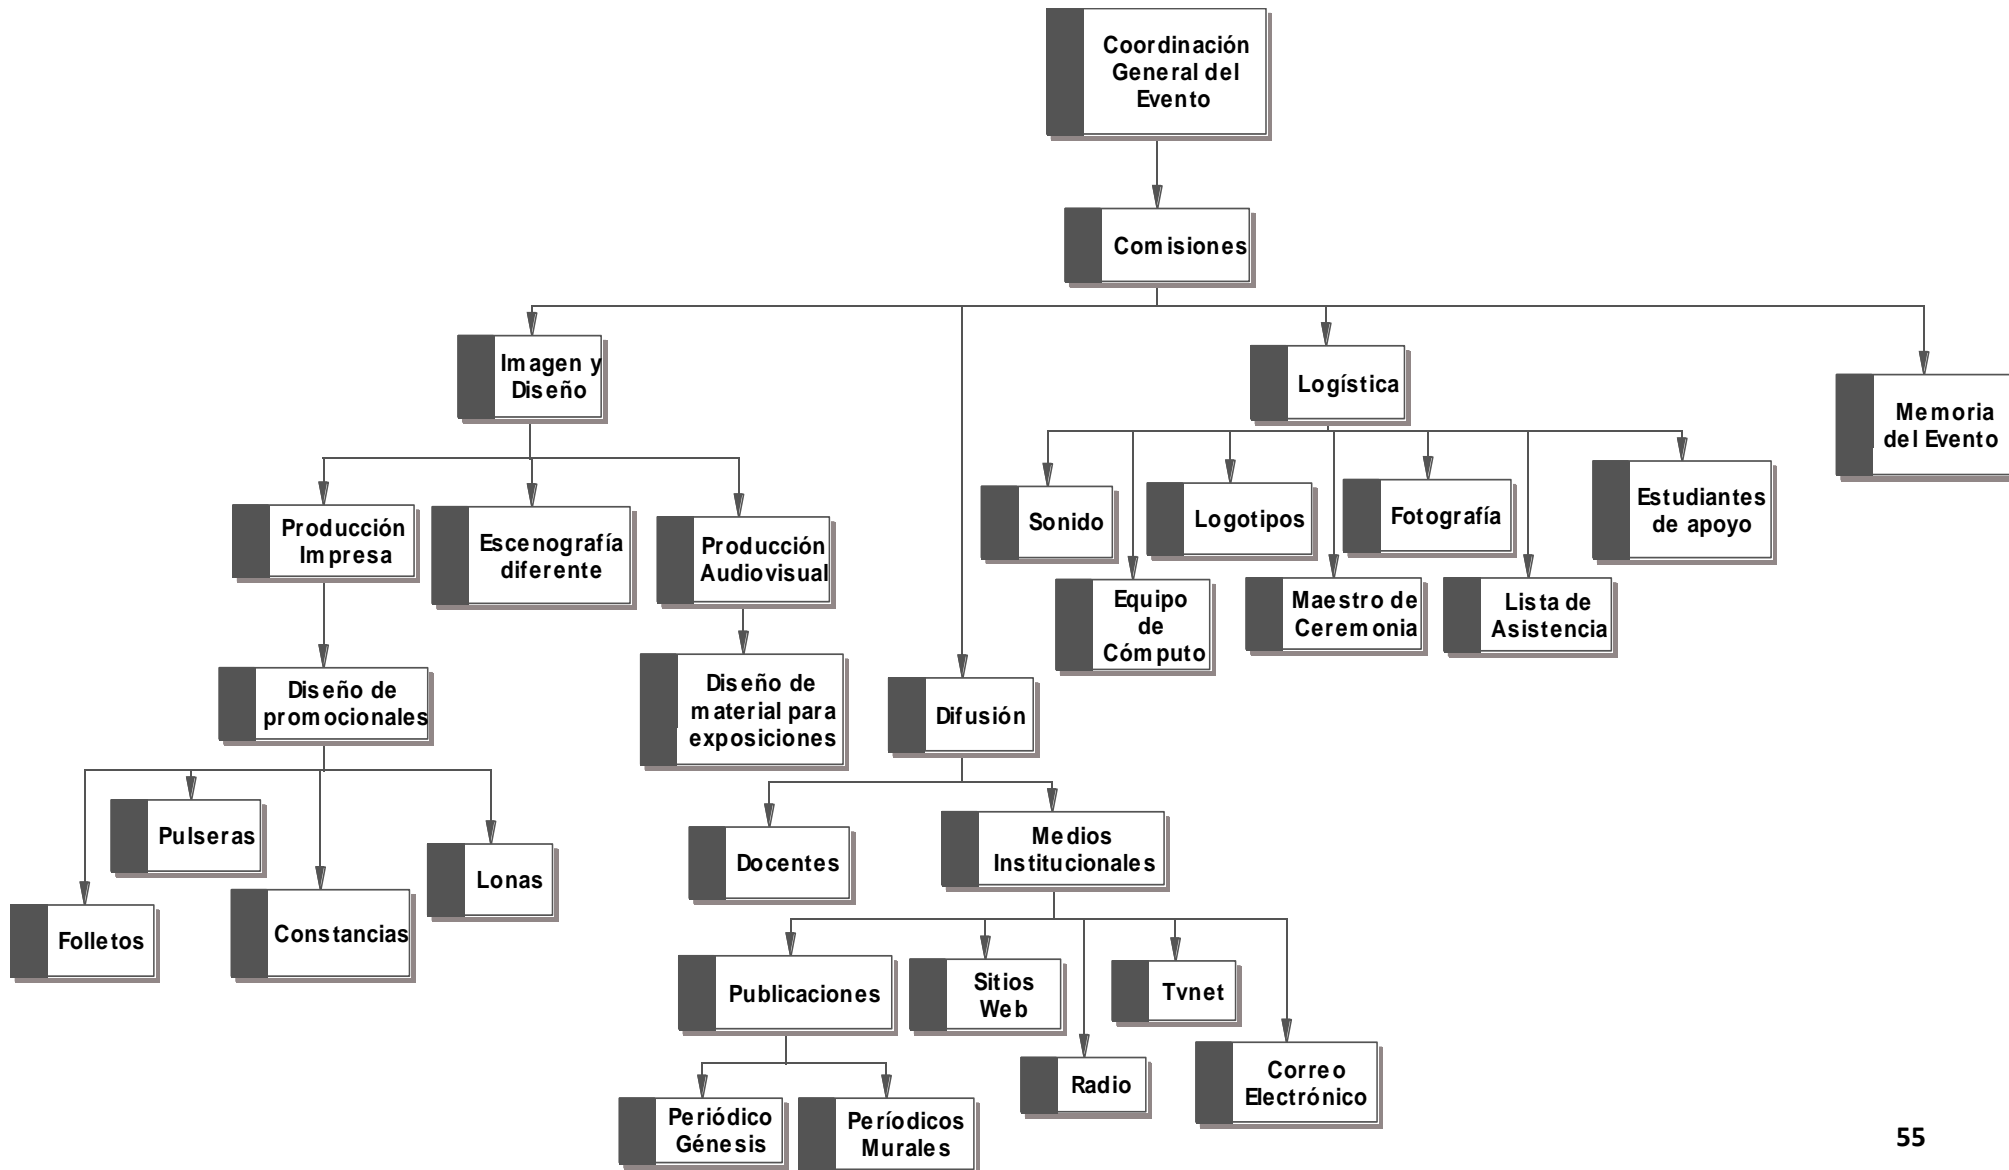 Coordinación
General del
Evento
Comisiones
Imagen y
Diseño
Logística
Memoria
del Evento
Producción
Impresa
Escenografía
diferente
Producción
Audiovisual
Sonido
Logotipos
Fotografía
Estudiantes
de apoyo
Equipo
de
Cómputo
Maestro de
Ceremonia
Lista de
Asistencia
Diseño de
promocionales
Diseño de
material para
exposiciones
Difusión
Pulseras
Lonas
Folletos
Constancias
Docentes
Medios
Institucionales
Publicaciones
Sitios
Web
Tvnet
Radio
Correo
Electrónico
Periódico
Génesis
Períodicos
Murales
55